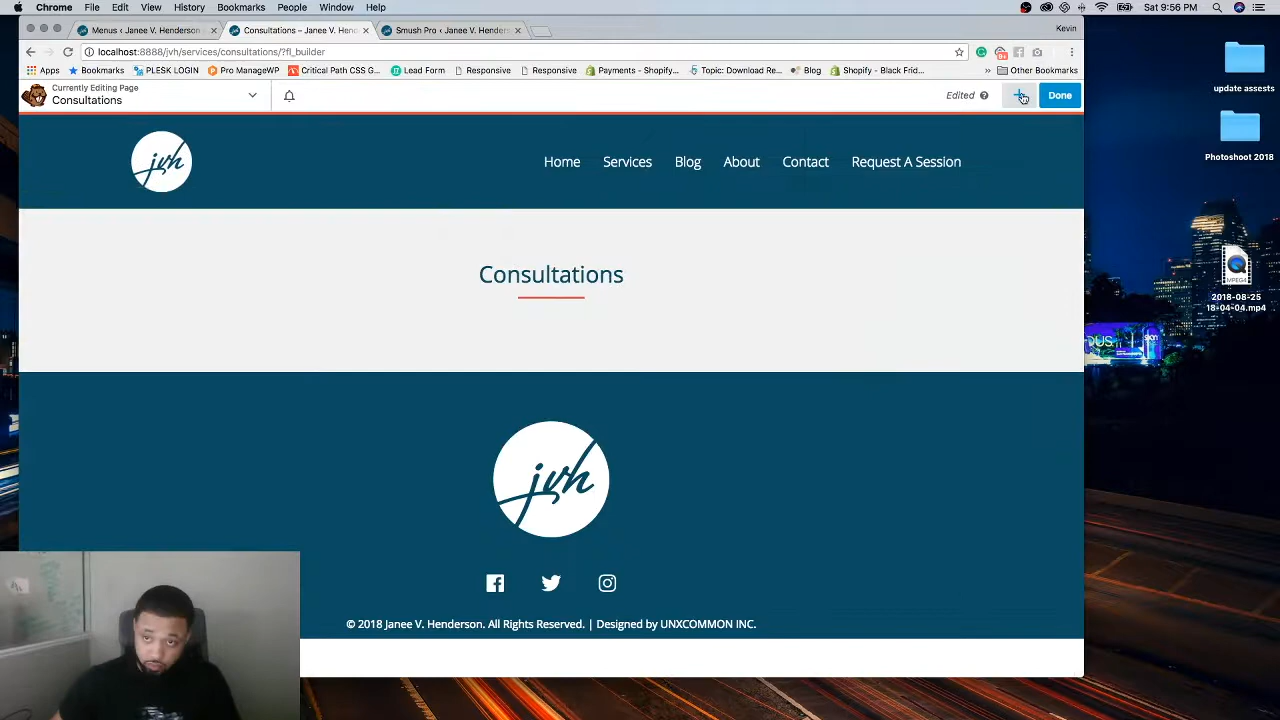 Chrome File Edit View History Bookmarks People Window Help
Sat 9:56 PM
Menus ‹ Janee V. Henderson
Consultations – Janee V. Hen
Smush Pro ‹ Janee V. Henders
Kevin
localhost:8888/jvh/services/consultations/?fl_builder
Apps Bookmarks PLESK LOGIN Pro ManageWP Critical Path CSS G... Lead Form Responsive Responsive Payments - Shopify... Topic: Download Re... Blog Shopify - Black Frid... » Other Bookmarks
Currently Editing Page
Consultations
Edited
Done
jvh
Home Services Blog About Contact Request A Session
Consultations
jvh
© 2018 Janee V. Henderson. All Rights Reserved. | Designed by UNXCOMMON INC.
update assests
Photoshoot 2018
MPEG4
2018-08-25
18-04-04.mp4